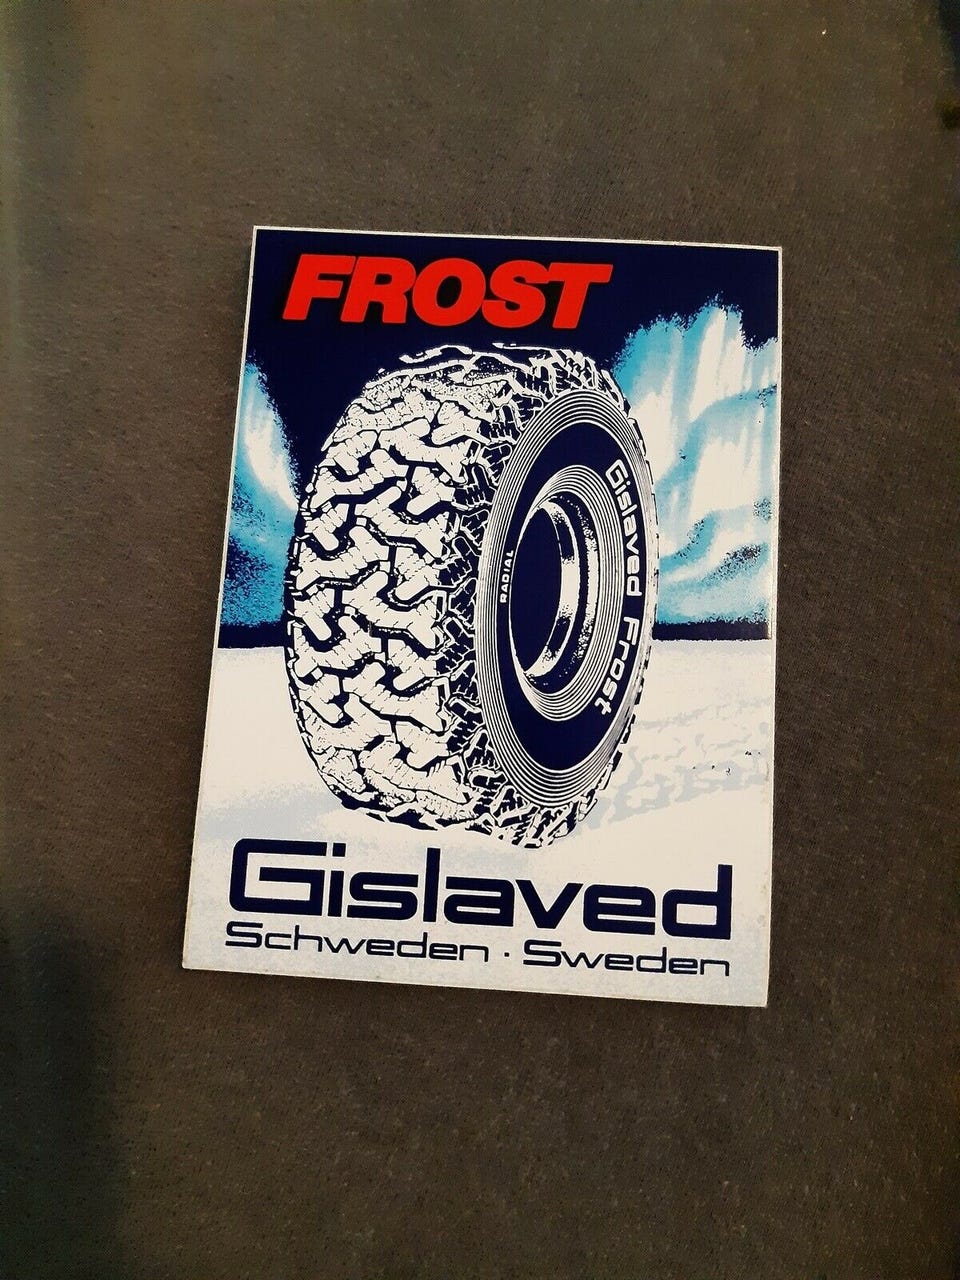 FROST
Gislaved Frost
RADIAL
Gislaved
Schweden · Sweden